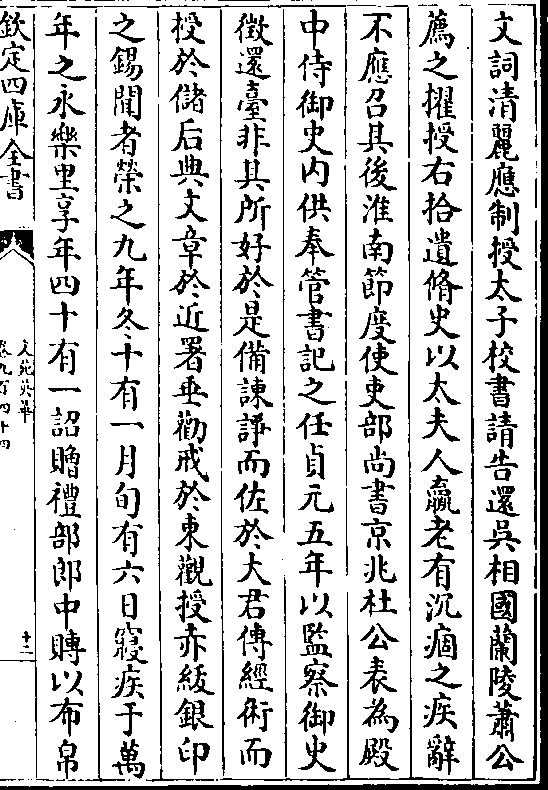 文詞清麗應制授太子校書請告還吳相國蘭陵蕭公
薦之擢授右拾遺脩史以太夫人羸老有沉痼之疾辭
不應召其後淮南節度使吏部尚書京兆杜公表為殿
中侍御史内供奉管書記之任貞元五年以監察御史
徴還臺非其所好於是備諫諍而佐於大君傳經術而
授於儲后典文章於近署垂勸戒於東觀授赤紱銀印
之錫聞者榮之九年冬十有一月旬有六日寢疾于萬
年之永樂里享年四十有一詔贈禮部郎中賻以布帛
欽定四庫全書
文苑英華
卷九百四十四
十二